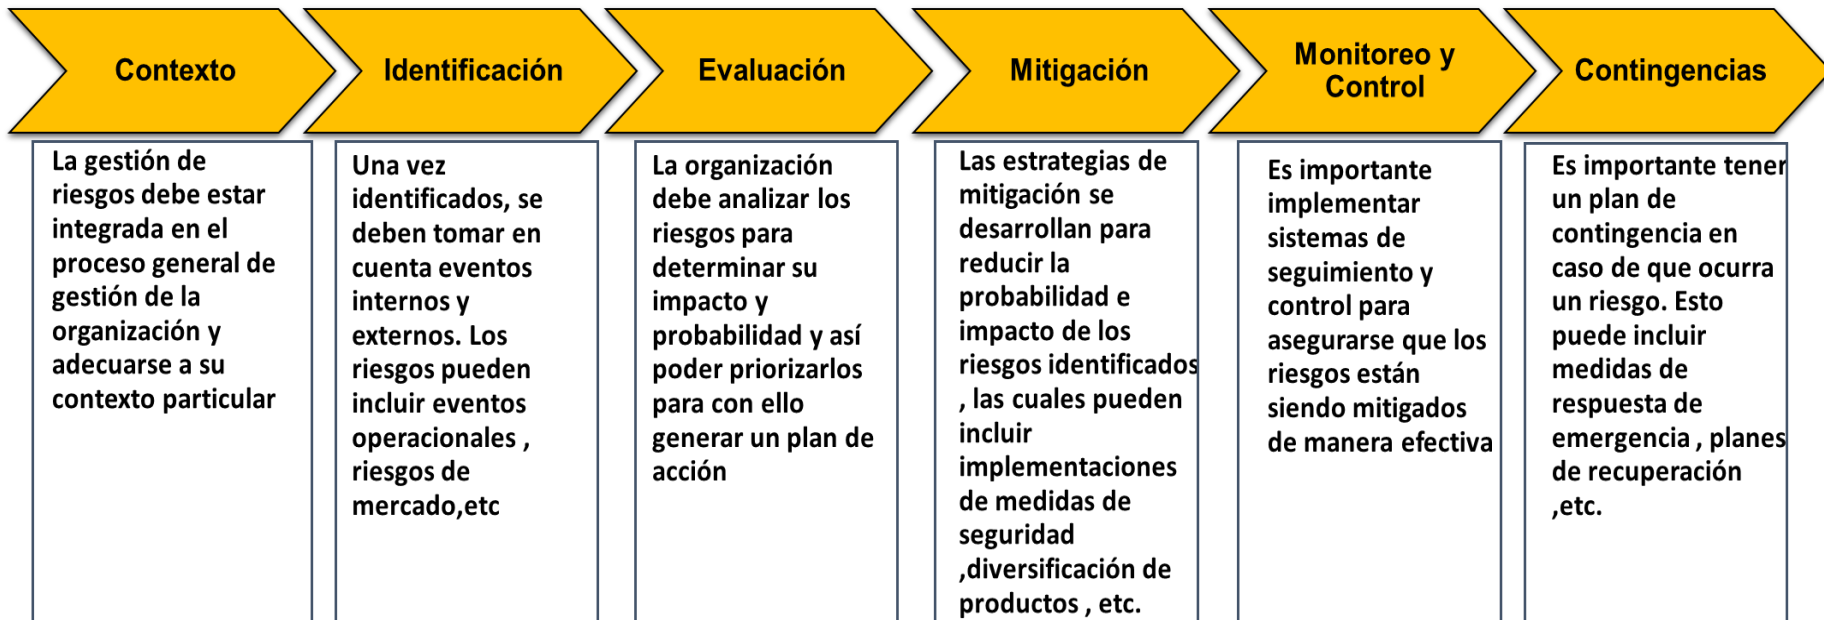 Contexto
Identificación
Evaluación
Mitigación
Monitoreo y
Control
Contingencias
La gestión de
riesgos debe estar
integrada en el
proceso general de
gestión de la
organización y
adecuarse a su
contexto particular
Una vez
identificados, se
deben tomar en
cuenta eventos
internos y
externos. Los
riesgos pueden
incluir eventos
operacionales ,
riesgos de
mercado,etc
La organización
debe analizar los
riesgos para
determinar su
impacto y
probabilidad y así
poder priorizarlos
para con ello
generar un plan de
acción
Las estrategias de
mitigación se
desarrollan para
reducir la
probabilidad e
impacto de los
riesgos identificados
, las cuales pueden
incluir
implementaciones
de medidas de
seguridad
,diversificación de
productos , etc.
Es importante
implementar
sistemas de
seguimiento y
control para
asegurarse que los
riesgos están
siendo mitigados
de manera efectiva
Es importante tener
un plan de
contingencia en
caso de que ocurra
un riesgo. Esto
puede incluir
medidas de
respuesta de
emergencia , planes
de recuperación
,etc.